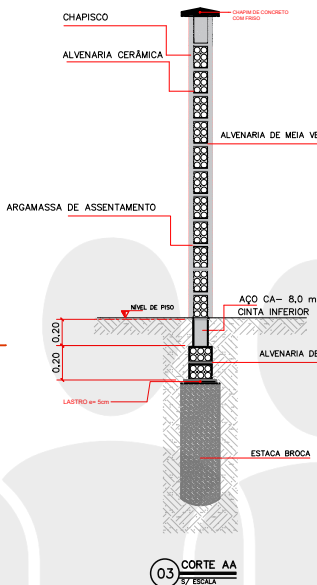 CHAPISCO
CHAPIM DE CONCRETO
COM FRISO
ALVENARIA CERÂMICA
ALVENARIA DE MEIA VE
ARGAMASSA DE ASSENTAMENTO
AÇO CA- 8,0 m
CINTA INFERIOR
NÍVEL DE PISO
0,20
0,20
ALVENARIA DE
LASTRO e= 5cm
ESTACA BROCA
03
CORTE AA
S/ ESCALA